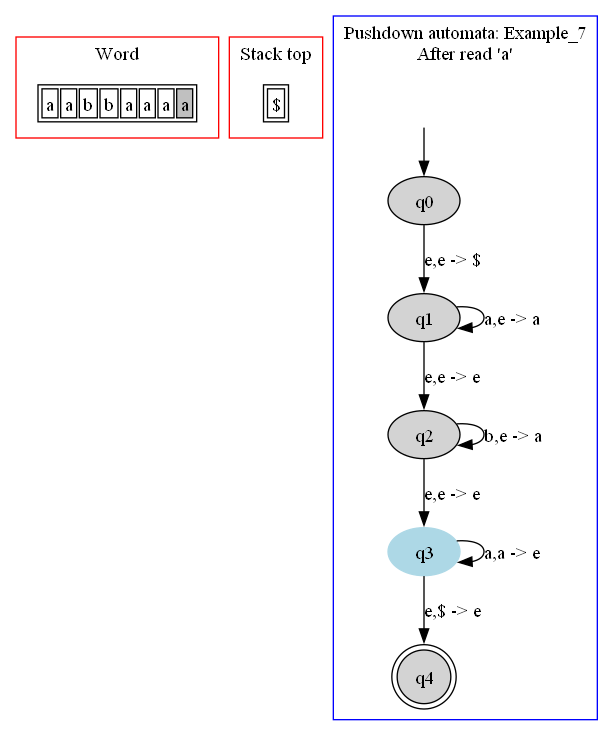 Word
a a b b a a a a
Stack top
$
Pushdown automata: Example_7
After read 'a'
q0
e,e -> $
q1
a,e -> a
e,e -> e
q2
b,e -> a
e,e -> e
q3
a,a -> e
e,$ -> e
q4